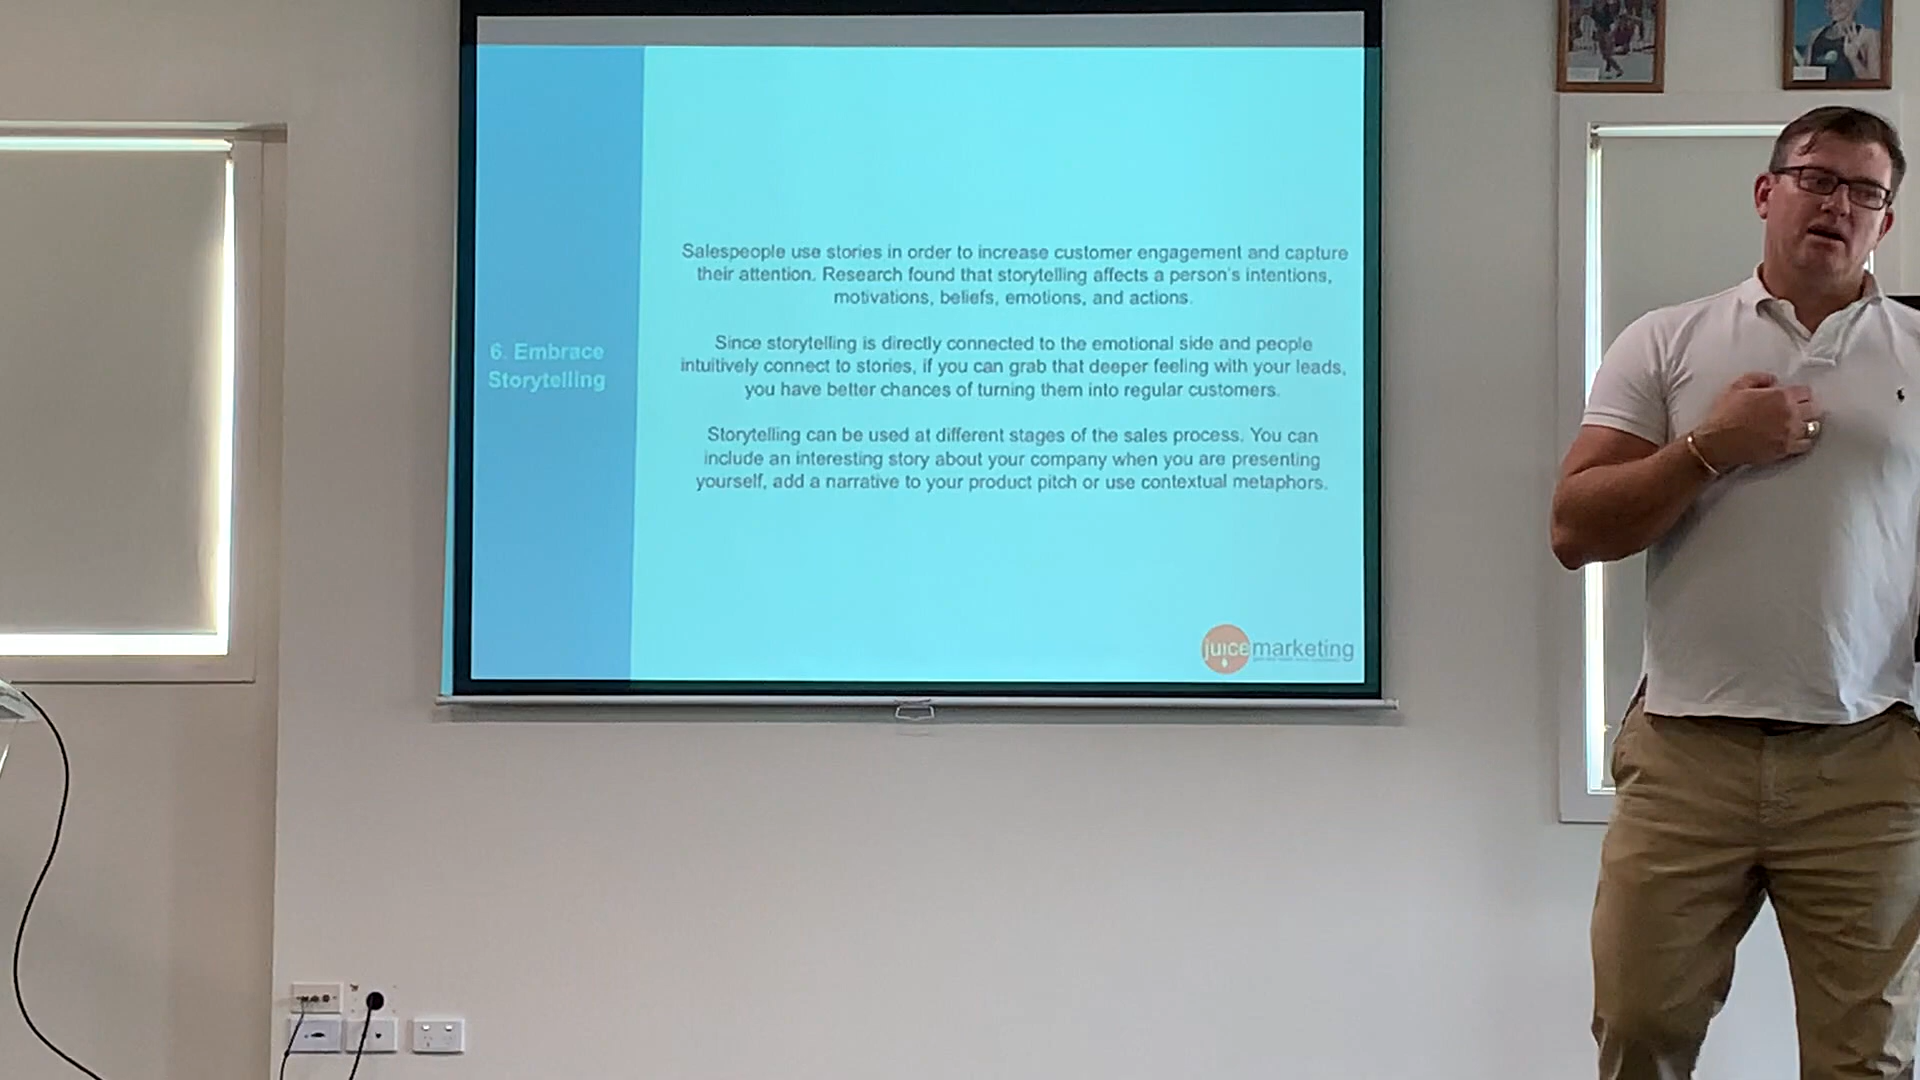 6. Embrace
Storytelling
Salespeople use stories in order to increase customer engagement and capture
their attention. Research found that storytelling affects a person's intentions,
motivations, beliefs, emotions, and actions.
Since storytelling is directly connected to the emotional side and people
intuitively connect to stories, if you can grab that deeper feeling with your leads,
you have better chances of turning them into regular customers.
Storytelling can be used at different stages of the sales process. You can
include an interesting story about your company when you are presenting
yourself, add a narrative to your product pitch or use contextual metaphors.
juicemarketing